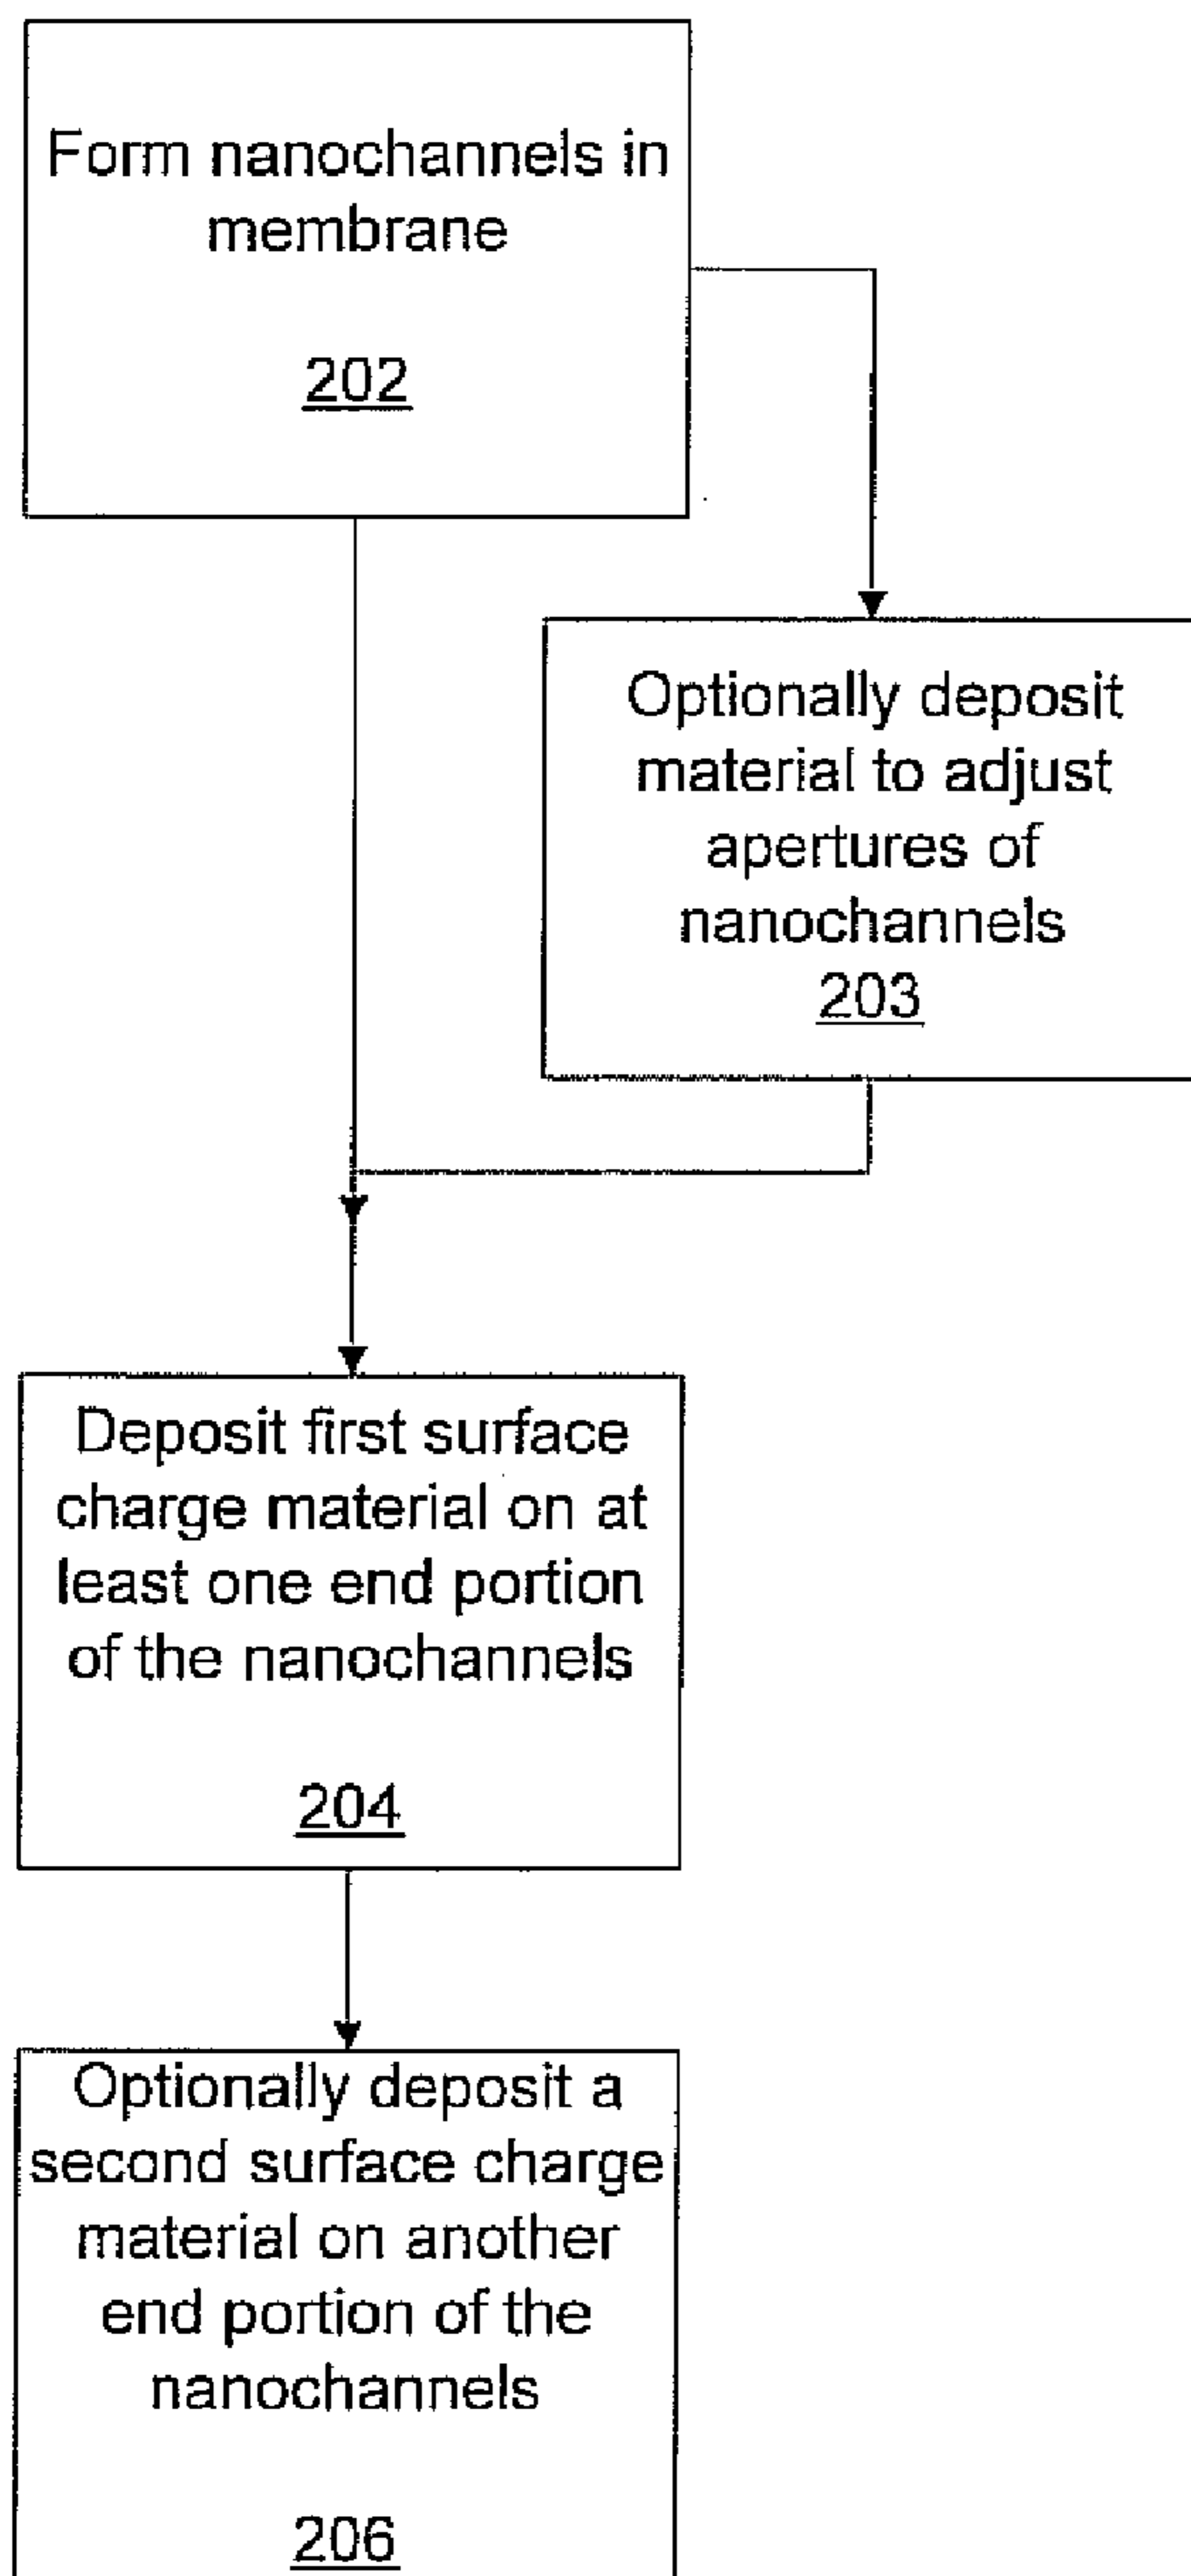 Form nanochannels in
membrane
202
Optionally deposit
material to adjust
apertures of
nanochannels
203
Deposit first surface
charge material on at
least one end portion
of the nanochannels
204
Optionally deposit a
second surface charge
material on another
end portion of the
nanochannels
206